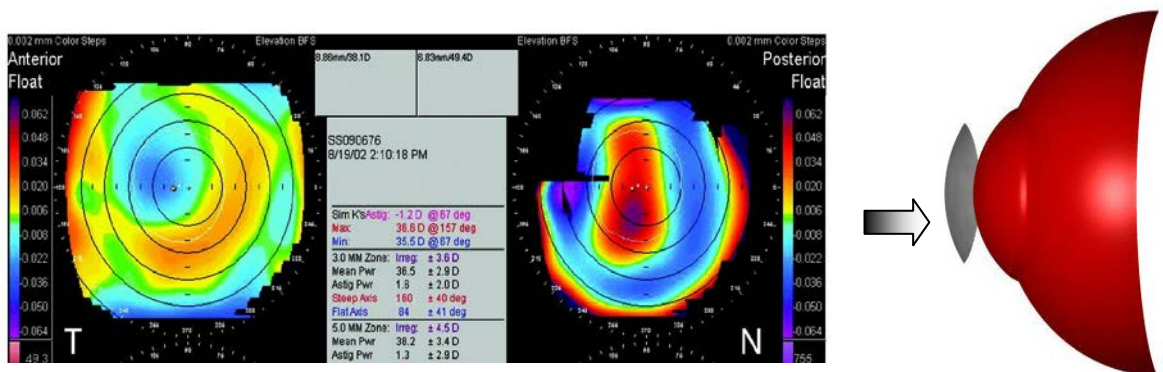 0.002 mm Color Steps
Elevation BFS
Anterior
Float
0.062
0.048
0.034
0.020
0.006
-0.008
-0.022
-0.036
-0.050
-0.064
49.3
T
8.86mm/38.1D
6.83mm/49.4D
SS090676
8/19/02 2:10:18 PM
Sim K's Astig: -1.2 D @ 67 deg
Max: 36.6 D @ 157 deg
Min: 35.5 D @ 67 deg
3.0 MM Zone: Irreg: ± 3.6 D
Mean Pwr 36.5 ± 2.9 D
Astig Pwr 1.8 ± 2.0 D
Steep Axis 160 ± 40 deg
Flat Axis 84 ± 41 deg
5.0 MM Zone: Irreg: ± 4.5 D
Mean Pwr 38.2 ± 3.4 D
Astig Pwr 1.3 ± 2.9 D
Elevation BFS
0.002 mm Color Steps
Posterior
Float
0.062
0.048
0.034
0.020
0.006
-0.008
-0.022
-0.036
-0.050
-0.064
755
N